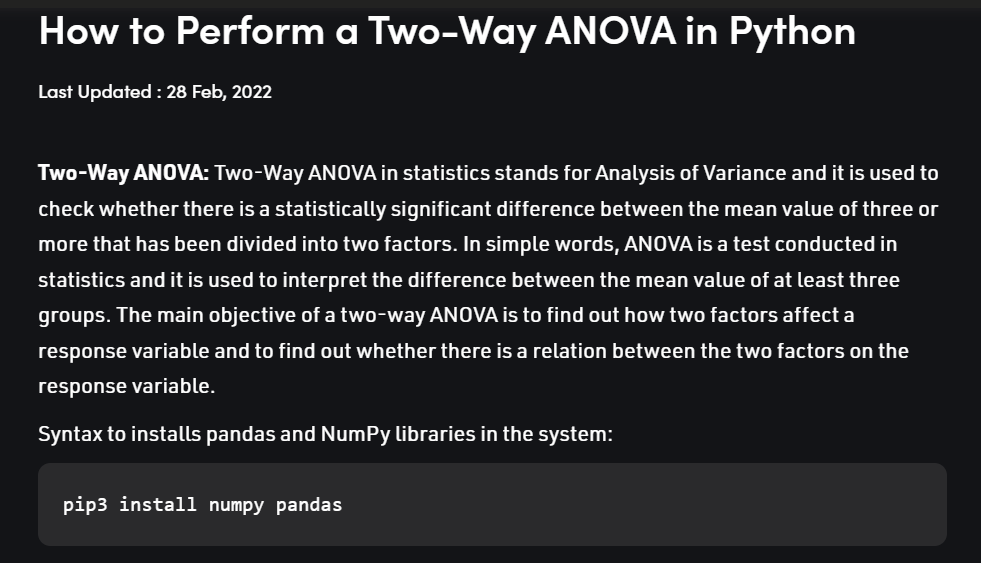 How to Perform a Two-Way ANOVA in Python
Last Updated : 28 Feb, 2022
Two-Way ANOVA: Two-Way ANOVA in statistics stands for Analysis of Variance and it is used to
check whether there is a statistically significant difference between the mean value of three or
more that has been divided into two factors. In simple words, ANOVA is a test conducted in
statistics and it is used to interpret the difference between the mean value of at least three
groups. The main objective of a two-way ANOVA is to find out how two factors affect a
response variable and to find out whether there is a relation between the two factors on the
response variable.
Syntax to installs pandas and NumPy libraries in the system:
pip3 install numpy pandas